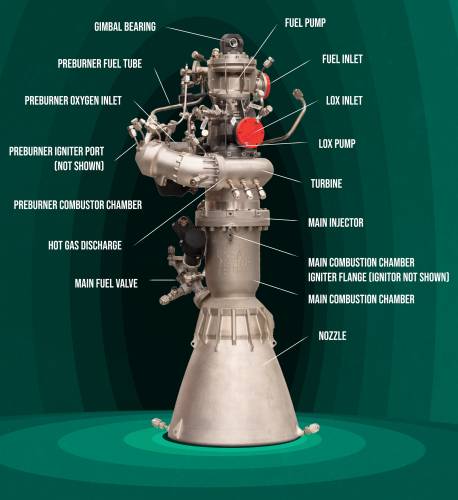 GIMBAL BEARING
FUEL PUMP
PREBURNER FUEL TUBE
FUEL INLET
PREBURNER OXYGEN INLET
LOX INLET
PREBURNER IGNITER PORT
(NOT SHOWN)
LOX PUMP
TURBINE
PREBURNER COMBUSTOR CHAMBER
MAIN INJECTOR
HOT GAS DISCHARGE
MAIN COMBUSTION CHAMBER
IGNITER FLANGE (IGNITOR NOT SHOWN)
MAIN FUEL VALVE
MAIN COMBUSTION CHAMBER
NOZZLE